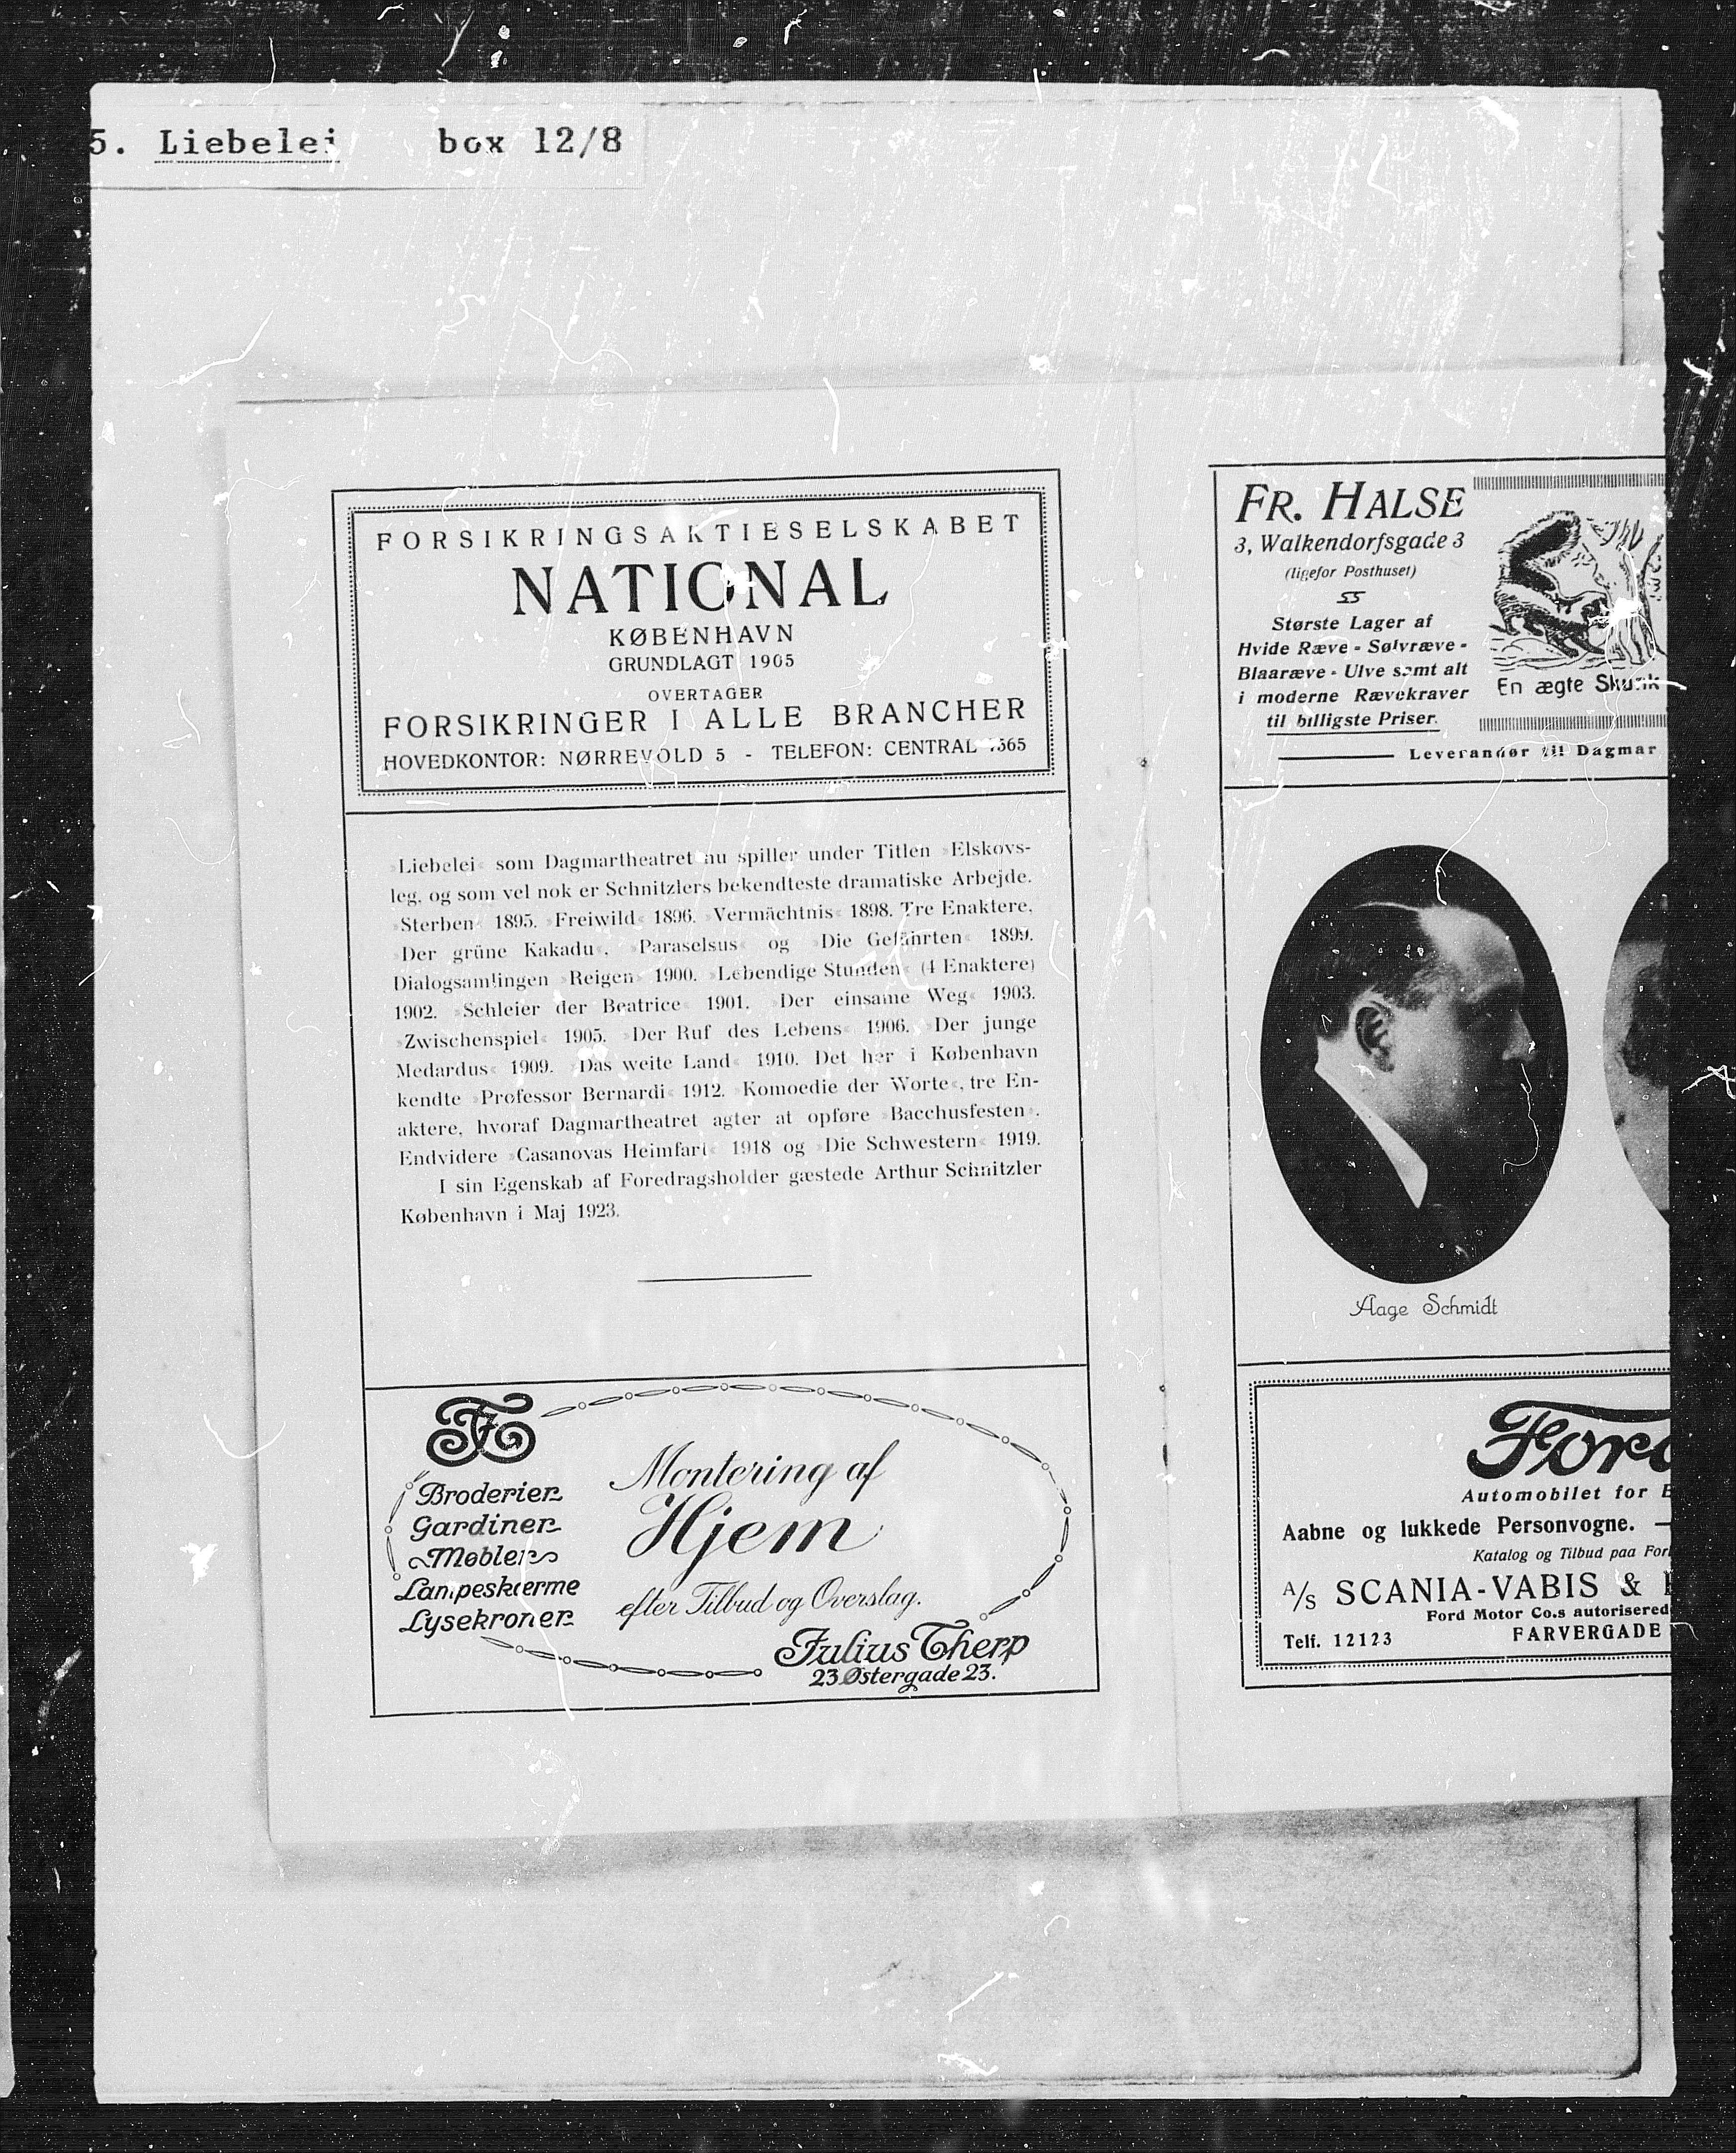 5. Liebelei box 12/8
FORSIKRINGSAKTIESELSKABET
NATIONAL
KØBENHAVN
GRUNDLAGT 1905
OVERTAGER
FORSIKRINGER I ALLE BRANCHER
HOVEDKONTOR: NØRREVOLD 5 - TELEFON: CENTRAL
»Liebelei« som Dagmartheatret nu spiller under Titlen »Elskovs-
leg, og som vel nok er Schnitzlers bekendteste dramatiske Arbejde.
»Sterben« 1895. »Freiwild« 1896. »Vermächtnis« 1898. Tre Enaktere,
»Der grüne Kakadu«, »Paraselsus« og »Die Gefährten« 1899.
Dialogsamlingen »Reigen« 1900. »Lebendige Stunden« (4 Enaktere)
1902. »Schleier der Beatrice« 1901. »Der einsame Weg« 1903.
»Zwischenspiel« 1905. »Der Ruf des Lebens« 1906. »Der junge
Medardus« 1909. »Das weite Land« 1910. Det her i København
kendte »Professor Bernardi« 1912. »Komoedie der Worte«, tre En-
aktere, hvoraf Dagmartheatret agter at opføre »Bacchusfesten«.
Endvidere »Casanovas Heimfart« 1918 og »Die Schwestern« 1919.
I sin Egenskab af Foredragsholder gæstede Arthur Schnitzler
København i Maj 1923.
Broderier
Gardiner
Møbler
Lampeskærme
Lysekroner
Montering af
Hjem
efter Tilbud og Overslag.
Julius Therp
23 Østergade 23.
FR. HALSE
3, Walkendorfsgade 3
(ligefor Posthuset)
Største Lager af
Hvide Ræve - Sølvræve -
Blaaræve - Ulve samt alt
i moderne Rævekraver
til billigste Priser.
En ægte Skunk
Leverandør til Dagmar
Aage Schmidt
Ford
Automobilet for
Aabne og lukkede Personvogne. —
Katalog og Tilbud paa
A/S SCANIA-VABIS &
Ford Motor Co.s autorisered
Telf. 12123 FARVERGADE